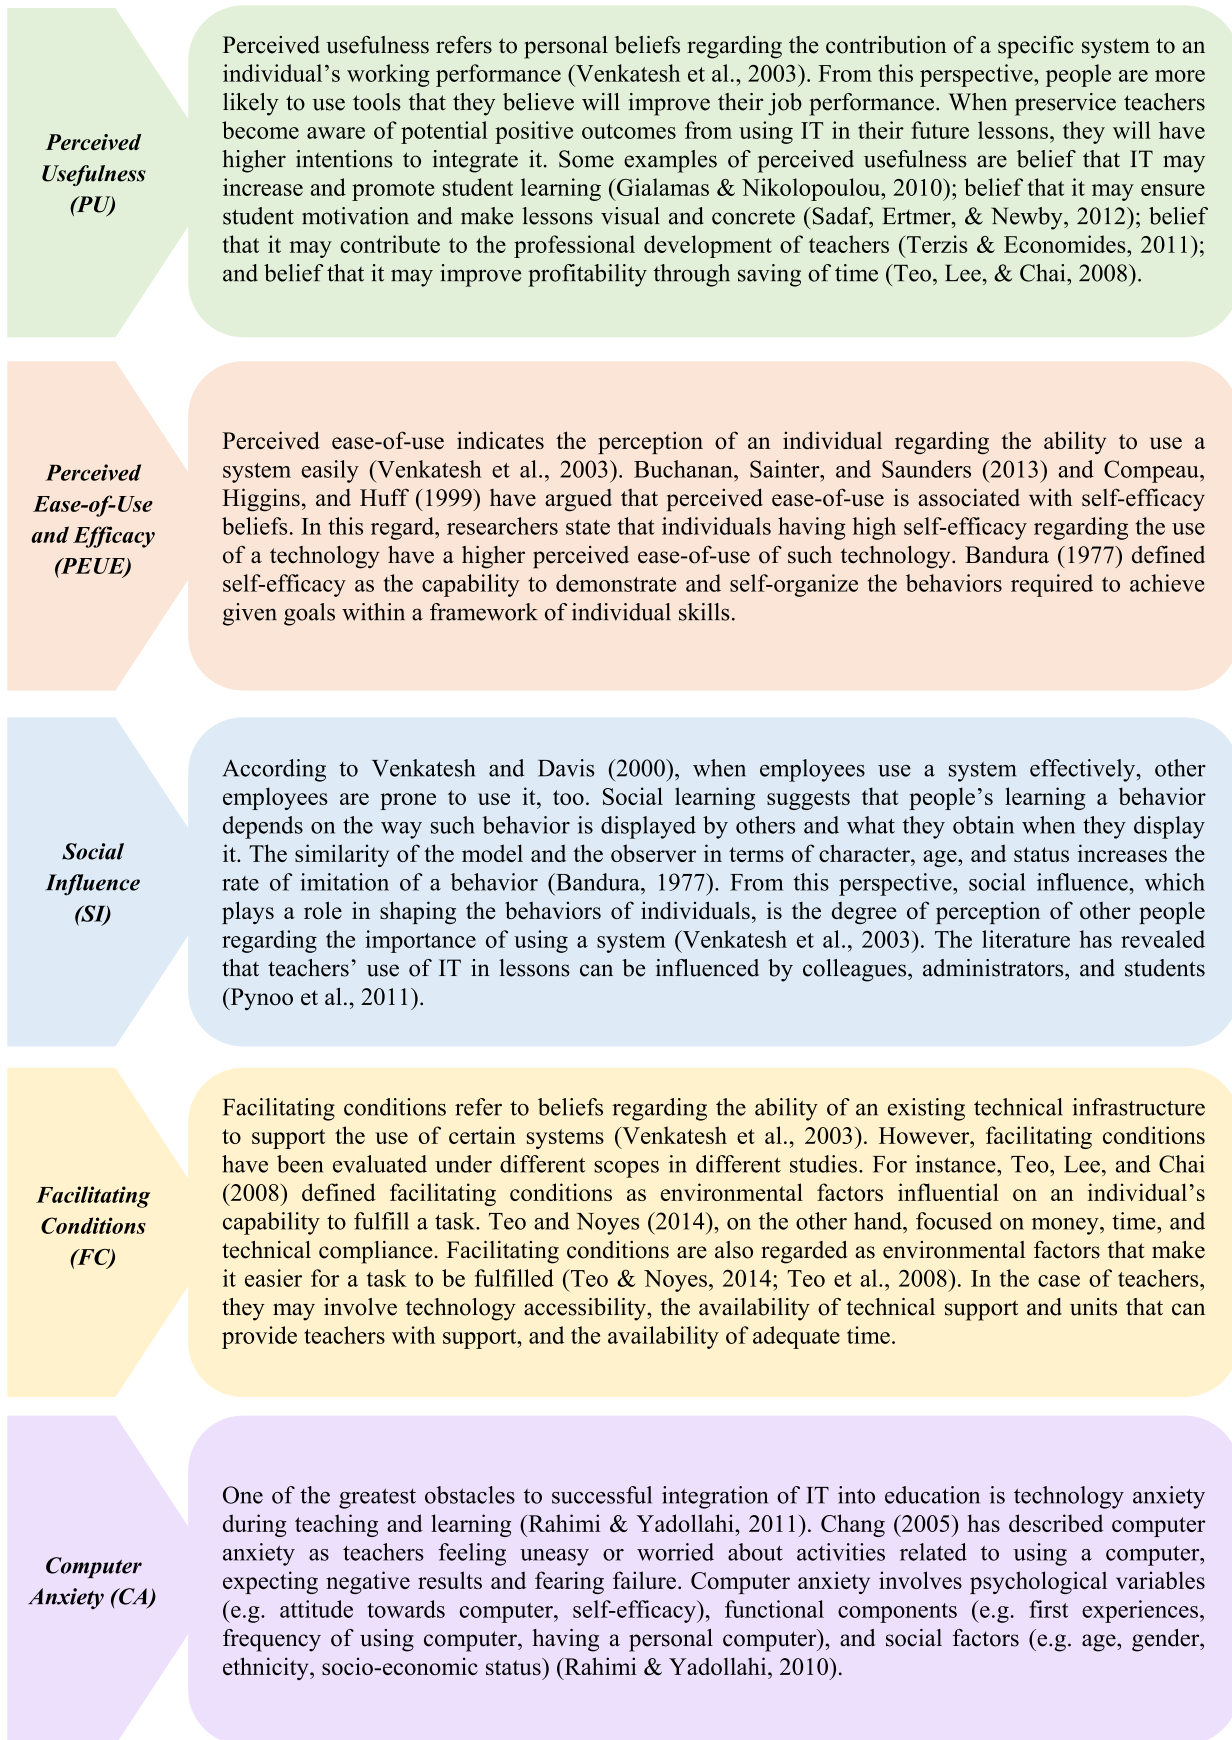 Perceived
Usefulness
(PU)
Perceived usefulness refers to personal beliefs regarding the contribution of a specific system to an
individual’s working performance (Venkatesh et al., 2003). From this perspective, people are more
likely to use tools that they believe will improve their job performance. When preservice teachers
become aware of potential positive outcomes from using IT in their future lessons, they will have
higher intentions to integrate it. Some examples of perceived usefulness are belief that IT may
increase and promote student learning (Gialamas & Nikolopoulou, 2010); belief that it may ensure
student motivation and make lessons visual and concrete (Sadaf, Ertmer, & Newby, 2012); belief
that it may contribute to the professional development of teachers (Terzis & Economides, 2011);
and belief that it may improve profitability through saving of time (Teo, Lee, & Chai, 2008).
Perceived
Ease-of-Use
and Efficacy
(PEUE)
Perceived ease-of-use indicates the perception of an individual regarding the ability to use a
system easily (Venkatesh et al., 2003). Buchanan, Sainter, and Saunders (2013) and Compeau,
Higgins, and Huff (1999) have argued that perceived ease-of-use is associated with self-efficacy
beliefs. In this regard, researchers state that individuals having high self-efficacy regarding the use
of a technology have a higher perceived ease-of-use of such technology. Bandura (1977) defined
self-efficacy as the capability to demonstrate and self-organize the behaviors required to achieve
given goals within a framework of individual skills.
Social
Influence
(SI)
According to Venkatesh and Davis (2000), when employees use a system effectively, other
employees are prone to use it, too. Social learning suggests that people’s learning a behavior
depends on the way such behavior is displayed by others and what they obtain when they display
it. The similarity of the model and the observer in terms of character, age, and status increases the
rate of imitation of a behavior (Bandura, 1977). From this perspective, social influence, which
plays a role in shaping the behaviors of individuals, is the degree of perception of other people
regarding the importance of using a system (Venkatesh et al., 2003). The literature has revealed
that teachers’ use of IT in lessons can be influenced by colleagues, administrators, and students
(Pynoo et al., 2011).
Facilitating
Conditions
(FC)
Facilitating conditions refer to beliefs regarding the ability of an existing technical infrastructure
to support the use of certain systems (Venkatesh et al., 2003). However, facilitating conditions
have been evaluated under different scopes in different studies. For instance, Teo, Lee, and Chai
(2008) defined facilitating conditions as environmental factors influential on an individual’s
capability to fulfill a task. Teo and Noyes (2014), on the other hand, focused on money, time, and
technical compliance. Facilitating conditions are also regarded as environmental factors that make
it easier for a task to be fulfilled (Teo & Noyes, 2014; Teo et al., 2008). In the case of teachers,
they may involve technology accessibility, the availability of technical support and units that can
provide teachers with support, and the availability of adequate time.
Computer
Anxiety (CA)
One of the greatest obstacles to successful integration of IT into education is technology anxiety
during teaching and learning (Rahimi & Yadollahi, 2011). Chang (2005) has described computer
anxiety as teachers feeling uneasy or worried about activities related to using a computer,
expecting negative results and fearing failure. Computer anxiety involves psychological variables
(e.g. attitude towards computer, self-efficacy), functional components (e.g. first experiences,
frequency of using computer, having a personal computer), and social factors (e.g. age, gender,
ethnicity, socio-economic status) (Rahimi & Yadollahi, 2010).